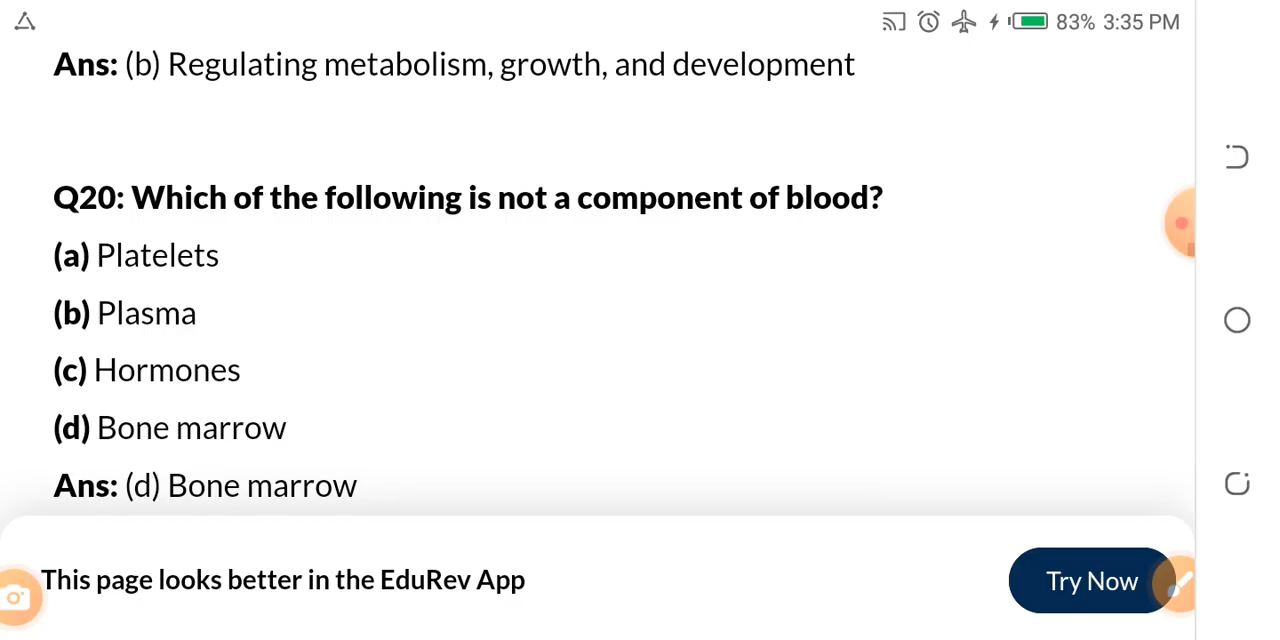 83% 3:35 PM
Ans: (b) Regulating metabolism, growth, and development
Q20: Which of the following is not a component of blood?
(a) Platelets
(b) Plasma
(c) Hormones
(d) Bone marrow
Ans: (d) Bone marrow
This page looks better in the EduRev App
Try Now